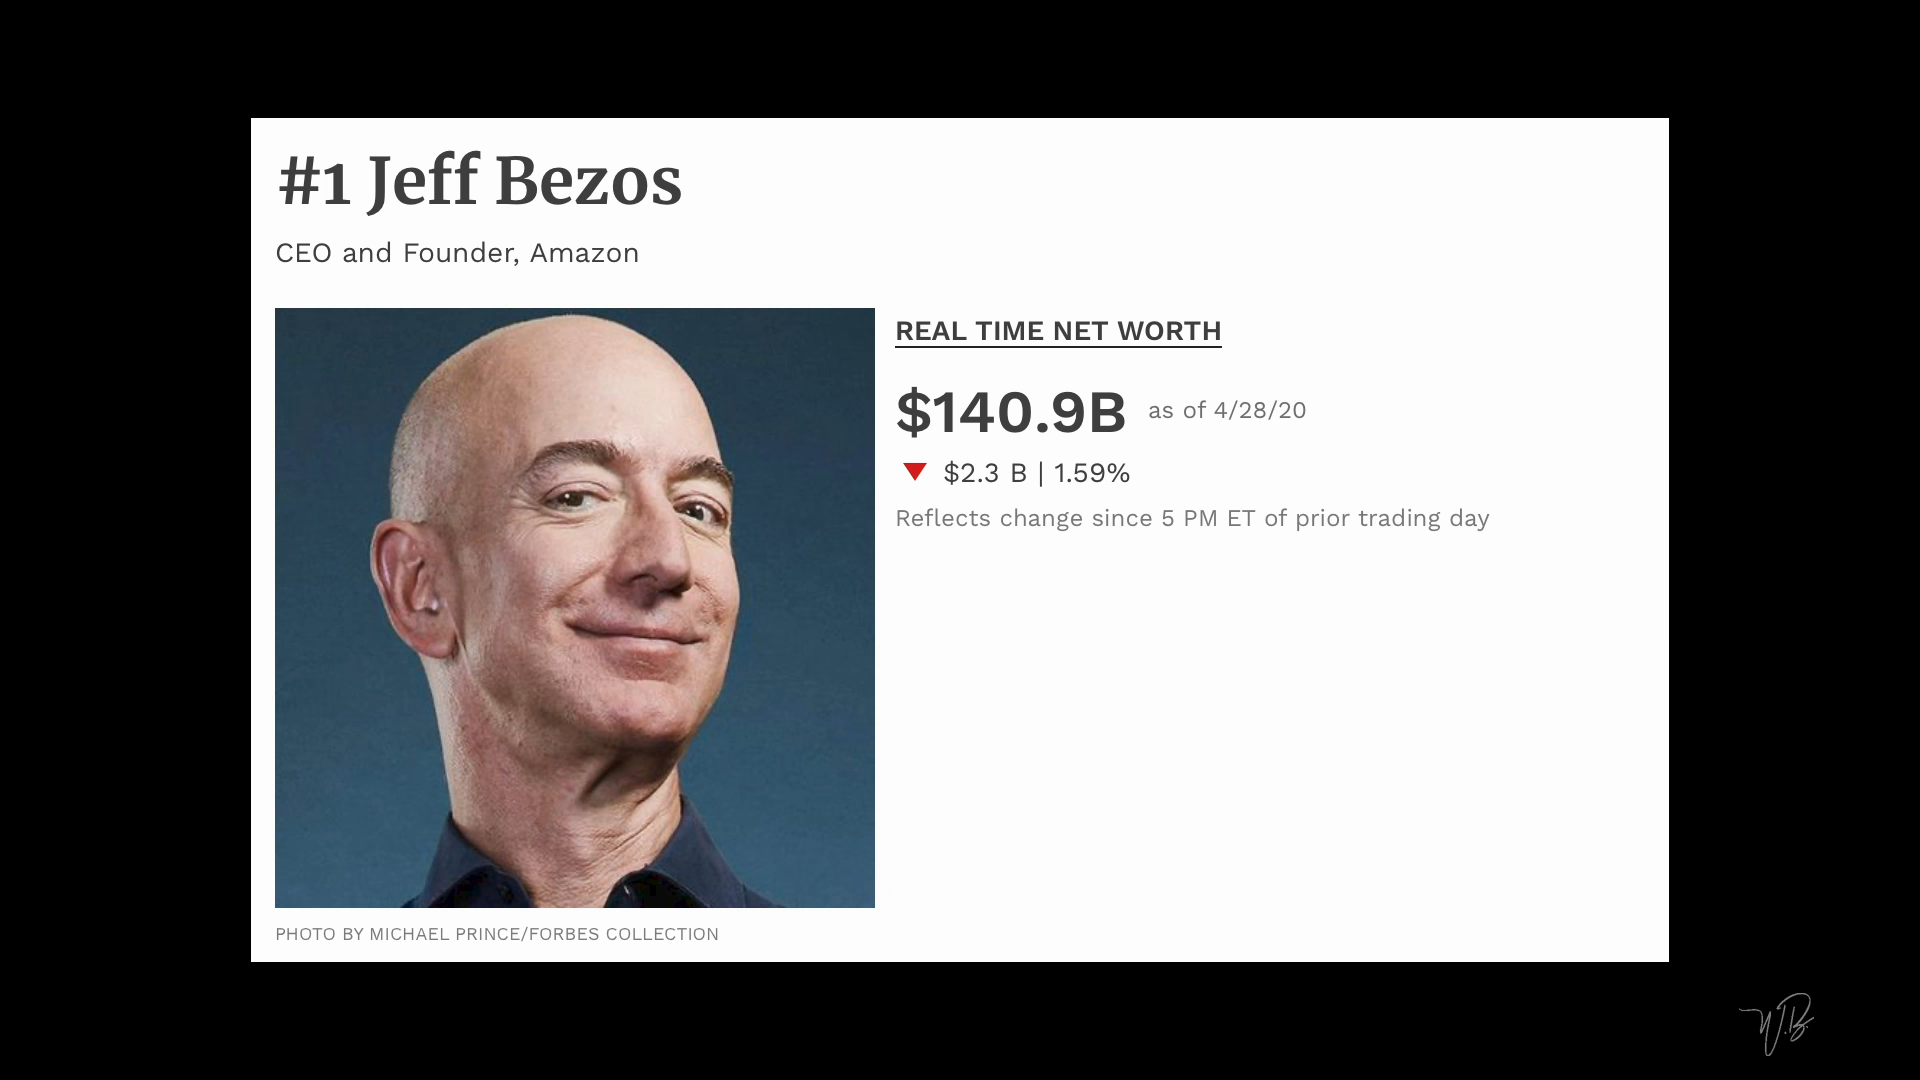 #1 Jeff Bezos
CEO and Founder, Amazon
REAL TIME NET WORTH
$140.9B as of 4/28/20
$2.3 B | 1.59%
Reflects change since 5 PM ET of prior trading day
PHOTO BY MICHAEL PRINCE/FORBES COLLECTION